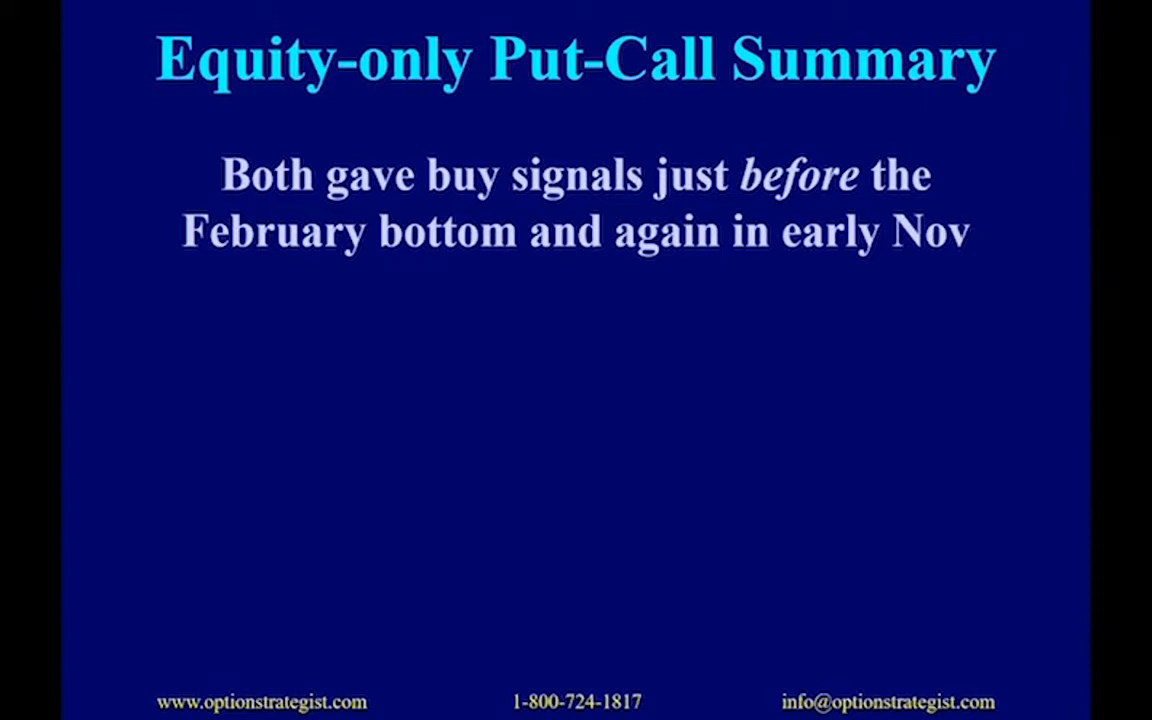 Equity-only Put-Call Summary
Both gave buy signals just before the
February bottom and again in early Nov
www.optionstrategist.com 1-800-724-1817 info@optionstrategist.com